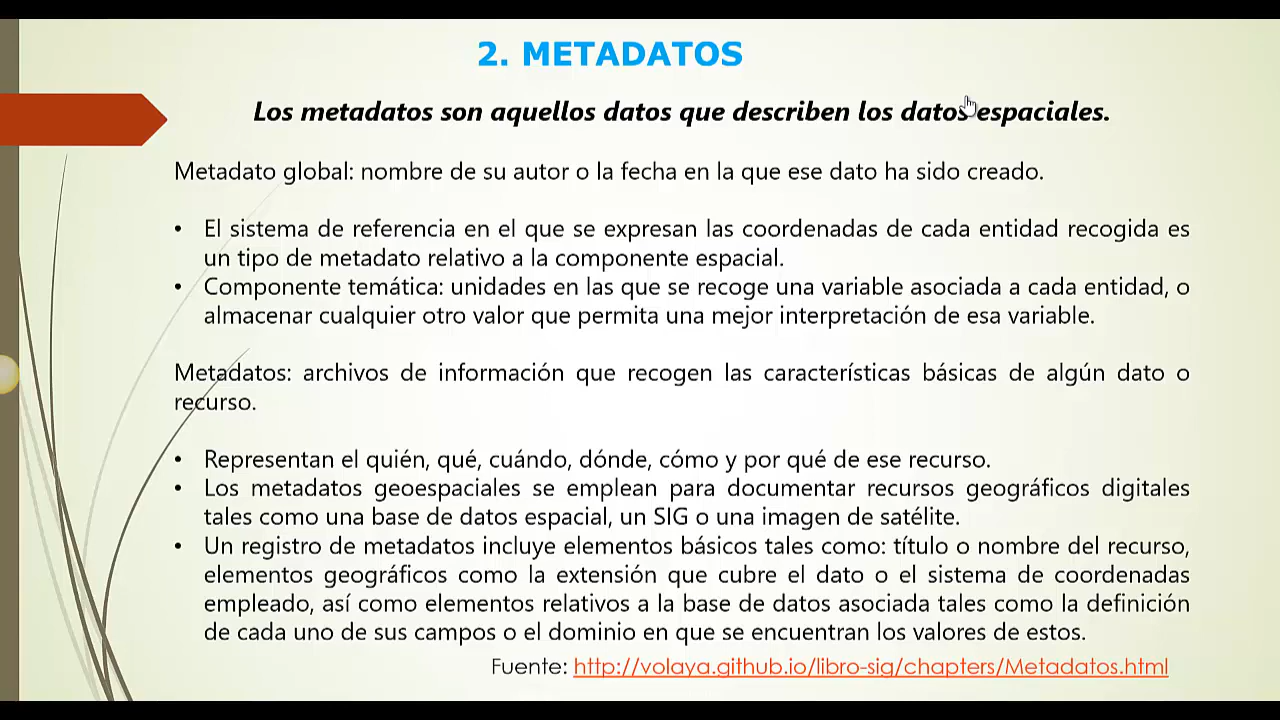 2. METADATOS
Los metadatos son aquellos datos que describen los datos espaciales.
Metadato global: nombre de su autor o la fecha en la que ese dato ha sido creado.
• El sistema de referencia en el que se expresan las coordenadas de cada entidad recogida es
un tipo de metadato relativo a la componente espacial.
• Componente temática: unidades en las que se recoge una variable asociada a cada entidad, o
almacenar cualquier otro valor que permita una mejor interpretación de esa variable.
Metadatos: archivos de información que recogen las características básicas de algún dato o
recurso.
• Representan el quién, qué, cuándo, dónde, cómo y por qué de ese recurso.
• Los metadatos geoespaciales se emplean para documentar recursos geográficos digitales
tales como una base de datos espacial, un SIG o una imagen de satélite.
• Un registro de metadatos incluye elementos básicos tales como: título o nombre del recurso,
elementos geográficos como la extensión que cubre el dato o el sistema de coordenadas
empleado, así como elementos relativos a la base de datos asociada tales como la definición
de cada uno de sus campos o el dominio en que se encuentran los valores de estos.
Fuente: http://volaya.github.io/libro-sig/chapters/Metadatos.html